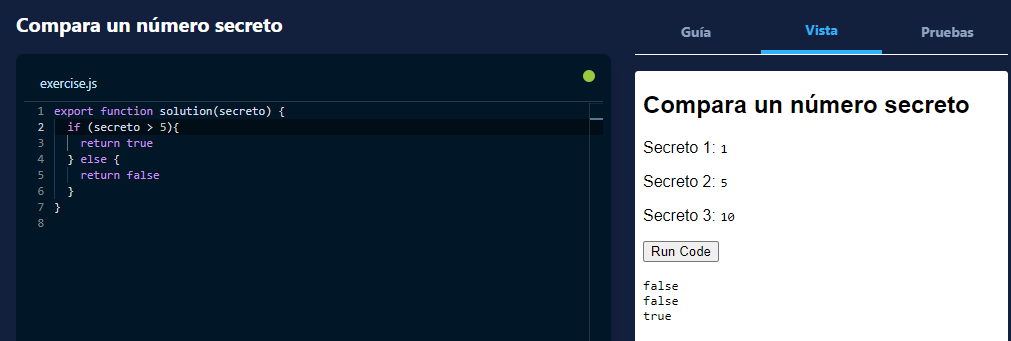 Compara un número secreto
exercise.js
1 export function solution(secreto) {
2 if (secreto > 5){
3 return true
4 } else {
5 return false
6 }
7 }
8
Guía Vista Pruebas
Compara un número secreto
Secreto 1: 1
Secreto 2: 5
Secreto 3: 10
Run Code
false
false
true